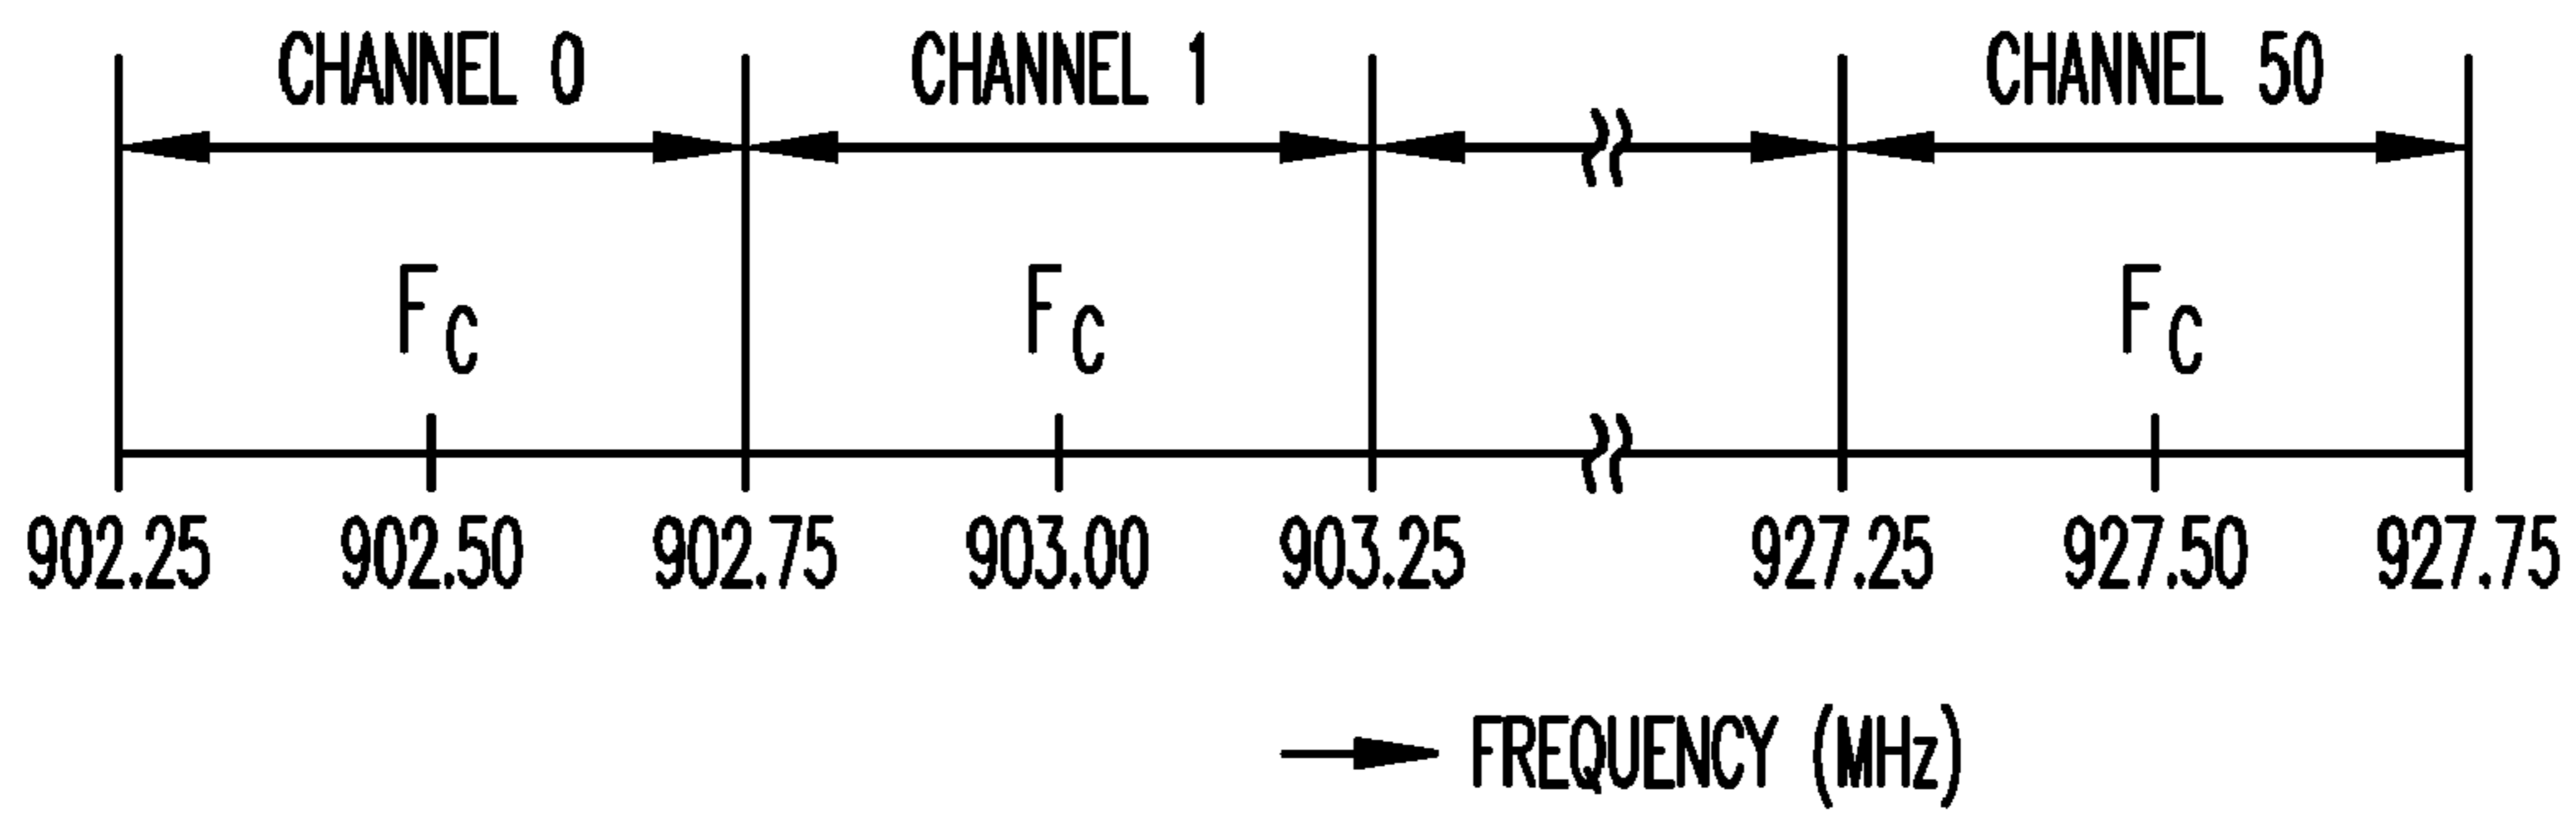 CHANNEL 0 CHANNEL 1 CHANNEL 50
FC FC FC
902.25 902.50 902.75 903.00 903.25 927.25 927.50 927.75
FREQUENCY (MHz)